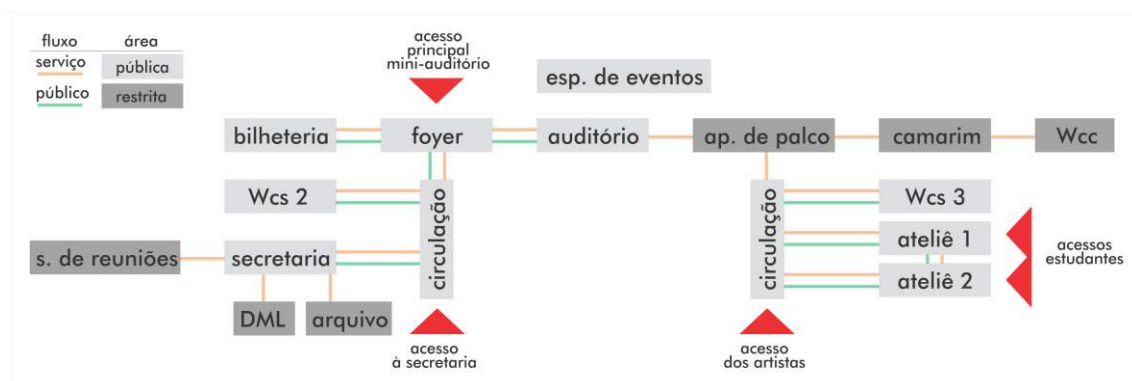 fluxo
área
serviço
pública
público
restrita
acesso
principal
mini-auditório
esp. de eventos
bilheteria
foyer
auditório
ap. de palco
camarim
Wcc
Wcs 2
circulação
circulação
Wcs 3
s. de reuniões
secretaria
ateliê 1
ateliê 2
acessos
estudantes
DML
arquivo
acesso
à secretaria
acesso
dos artistas